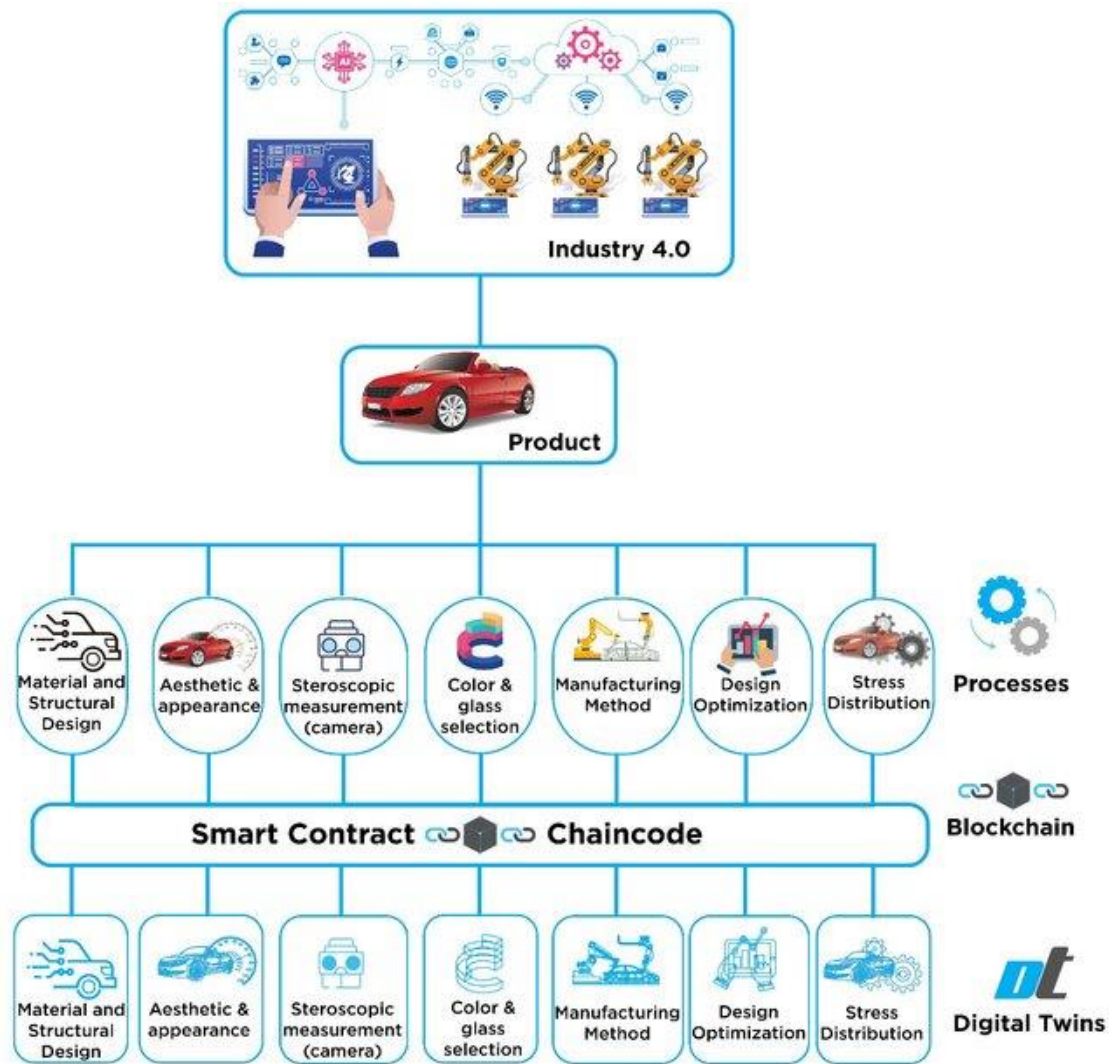 AI
Industry 4.0
Product
Material and
Structural
Design
Aesthetic &
appearance
Steroscopic
measurement
(camera)
Color &
glass
selection
Manufacturing
Method
Design
Optimization
Stress
Distribution
Processes
Smart Contract
Chaincode
Blockchain
Material and
Structural
Design
Aesthetic &
appearance
Steroscopic
measurement
(camera)
Color &
glass
selection
Manufacturing
Method
Design
Optimization
Stress
Distribution
dt
Digital Twins